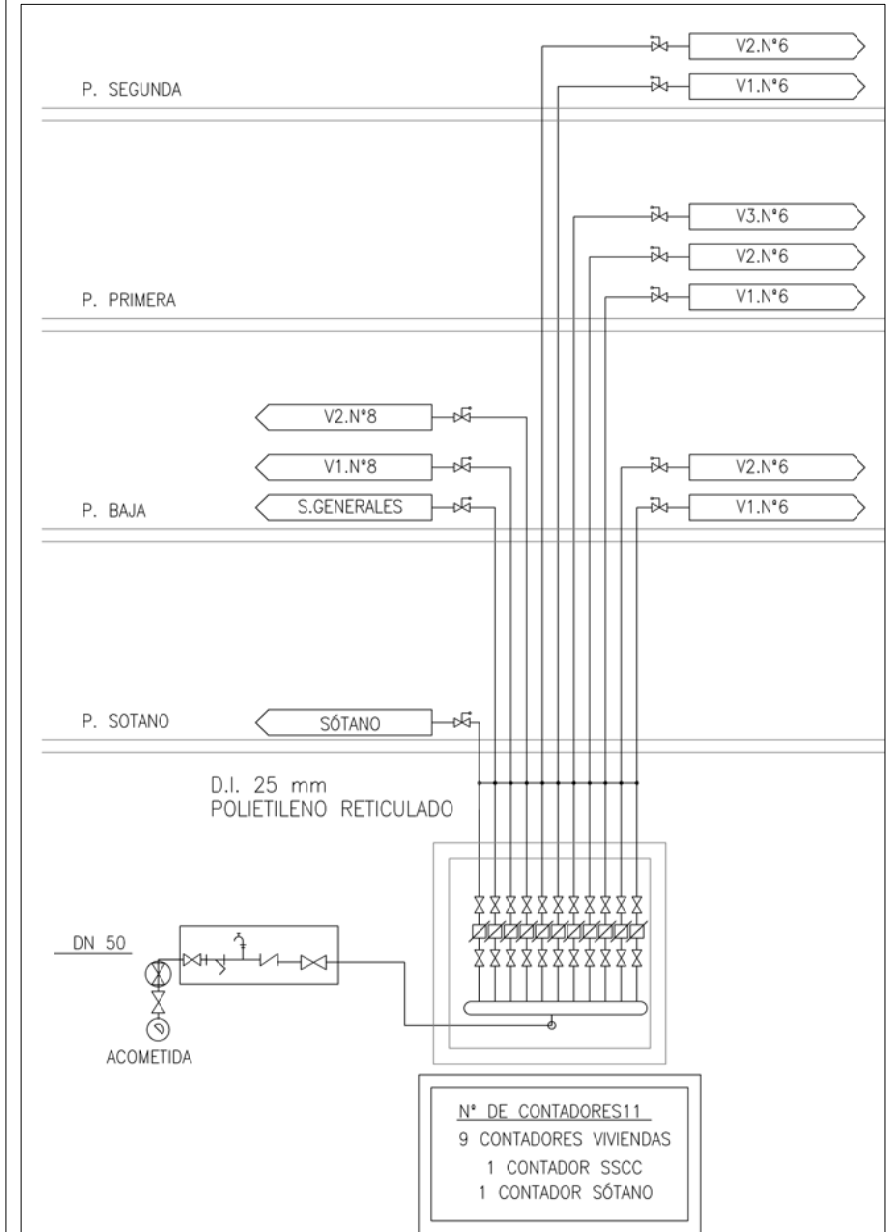 V2.N°6
V1.N°6
P. SEGUNDA
V3.N°6
V2.N°6
V1.N°6
P. PRIMERA
V2.N°8
V1.N°8
V2.N°6
S.GENERALES
V1.N°6
P. BAJA
SÓTANO
P. SOTANO
D.I. 25 mm
POLIETILENO RETICULADO
DN 50
ACOMETIDA
N° DE CONTADORES11
9 CONTADORES VIVIENDAS
1 CONTADOR SSCC
1 CONTADOR SÓTANO